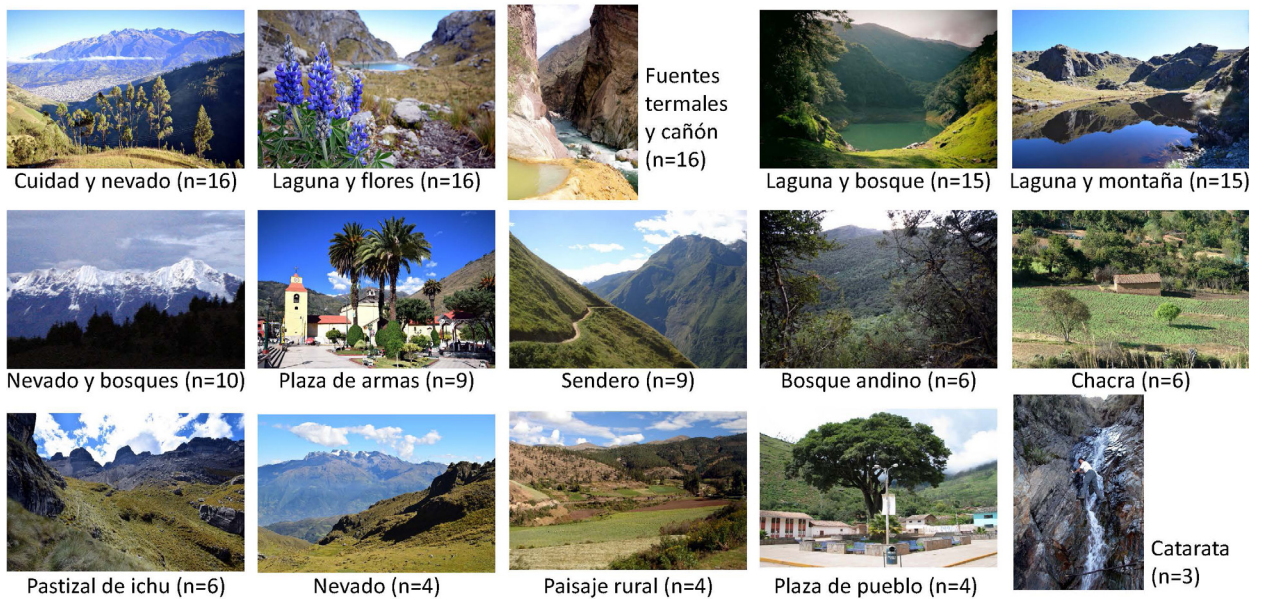 Cuidad y nevado (n=16)
Laguna y flores (n=16)
Fuentes
termales
y cañón
(n=16)
Laguna y bosque (n=15)
Laguna y montaña (n=15)
Nevado y bosques (n=10)
Plaza de armas (n=9)
Sendero (n=9)
Bosque andino (n=6)
Chacra (n=6)
Pastizal de ichu (n=6)
Nevado (n=4)
Paisaje rural (n=4)
Plaza de pueblo (n=4)
Catarata
(n=3)